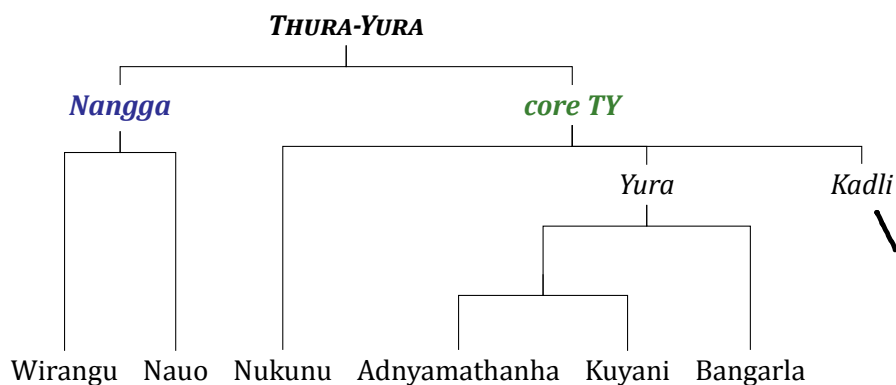 THURA-YURA
Nangga core TY
Yura Kadli
Wirangu Nauo Nukunu Adnyamathanha Kuyani Bangarla